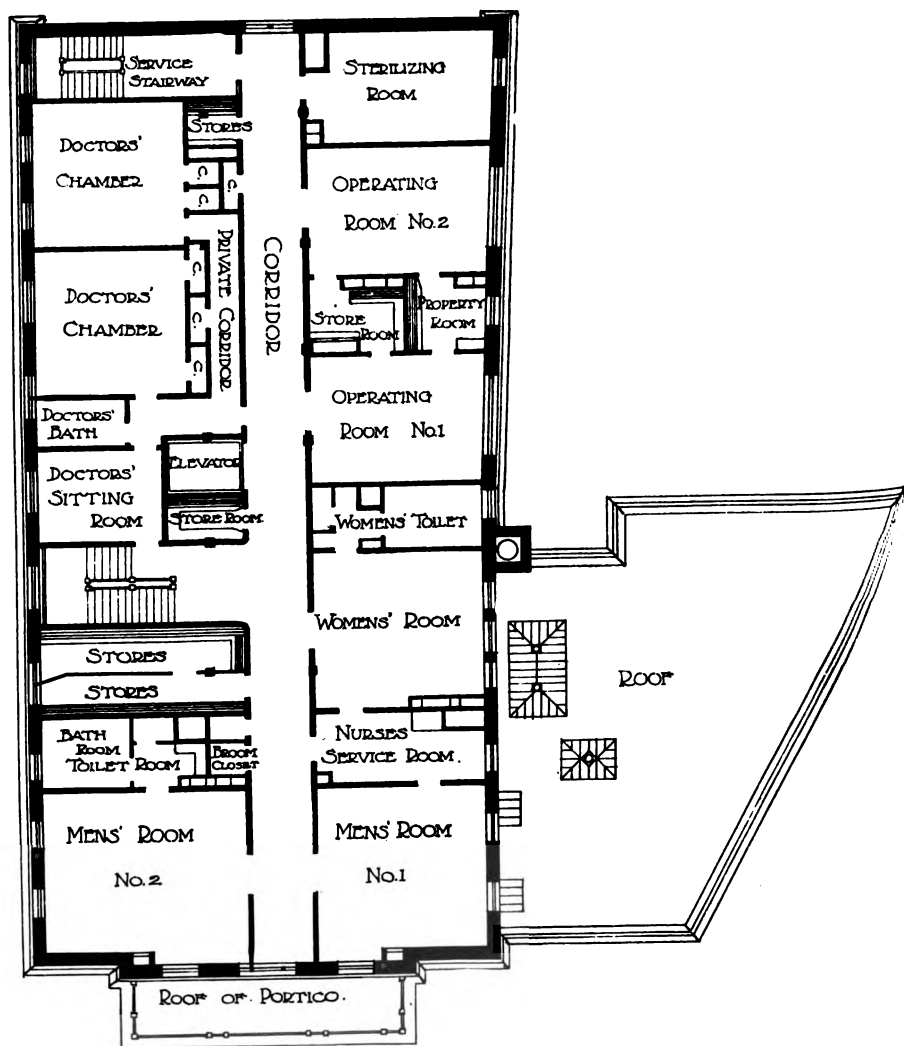 SERVICE
STAIRWAY
STERILIZING
ROOM
STORES
DOCTORS'
CHAMBER
C.
C.
C.
OPERATING
ROOM No.2
PRIVATE CORRIDOR
CORRIDOR
DOCTORS'
CHAMBER
C.
C.
C.
STORE
ROOM
PROPERTY
ROOM
OPERATING
ROOM No.1
DOCTORS'
BATH
DOCTORS'
SITTING
ROOM
ELEVATOR
STORE ROOM
WOMENS' TOILET
WOMENS' ROOM
STORES
STORES
ROOF
BATH
ROOM
TOILET ROOM
BROOM
CLOSET
NURSES
SERVICE ROOM.
MENS' ROOM
No.2
MENS' ROOM
No.1
ROOF OF PORTICO.